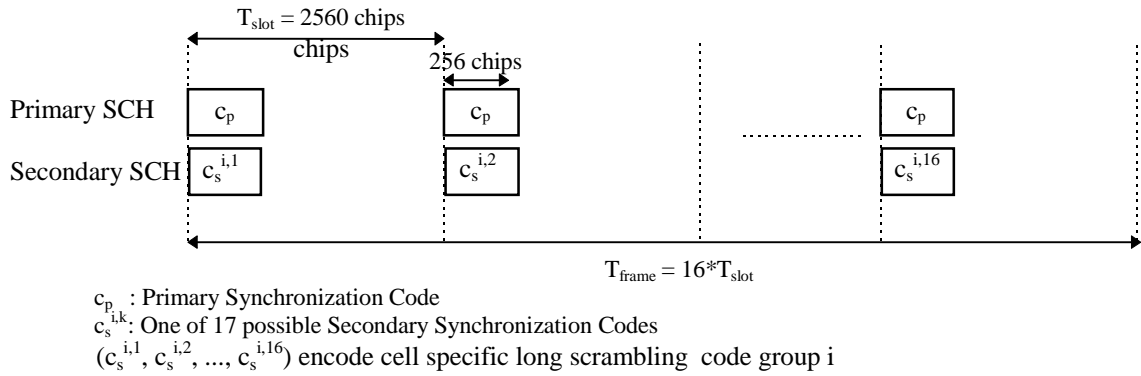 T_slot = 2560 chips
chips
256 chips
Primary SCH c_p c_p c_p
Secondary SCH c_s^i,1 c_s^i,2 c_s^i,16
T_frame = 16*T_slot
c_p : Primary Synchronization Code
c_s^i,k: One of 17 possible Secondary Synchronization Codes
(c_s^i,1, c_s^i,2, ..., c_s^i,16) encode cell specific long scrambling code group i